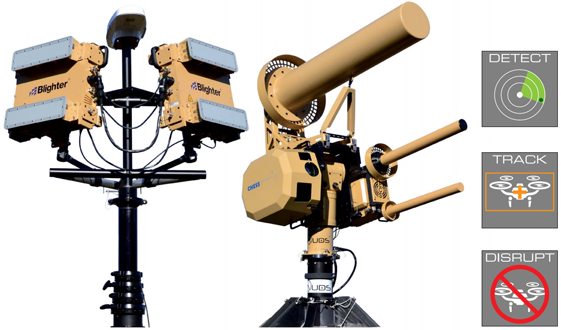 Blighter
Blighter
CHESS
AUDS
AUDS
DETECT
TRACK
DISRUPT